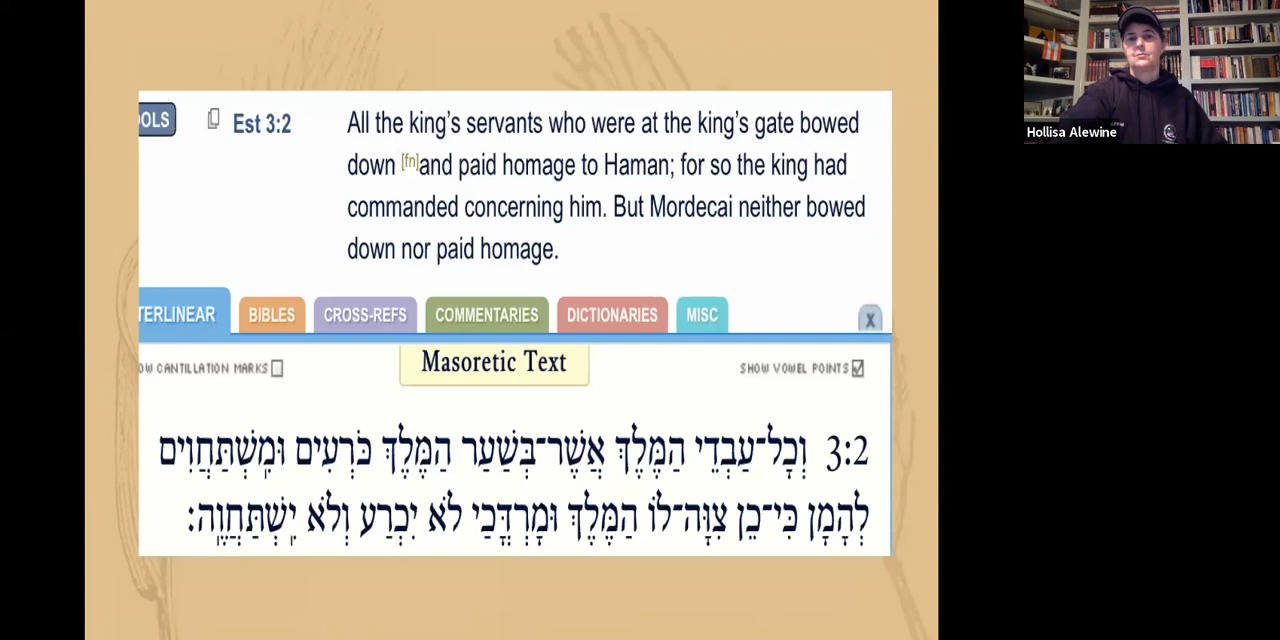 OLS
Est 3:2
All the king's servants who were at the king's gate bowed
down [fn]and paid homage to Haman; for so the king had
commanded concerning him. But Mordecai neither bowed
down nor paid homage.
TERLINEAR BIBLES CROSS-REFS COMMENTARIES DICTIONARIES MISC X
OW CANTILLATION MARKS
Masoretic Text
SHOW VOWEL POINTS
3:2 וְכָל־עַבְדֵי הַמֶּלֶךְ אֲשֶׁר־בְּשַׁעַר הַמֶּלֶךְ כֹּרְעִים וּמִשְׁתַּחֲוִים
לְהָמָן כִּי־כֵן צִוָּה־לוֹ הַמֶּלֶךְ וּמָרְדֳּכַי לֹא יִכְרַע וְלֹא יִשְׁתַּחֲוֶה׃
Hollisa Alewine